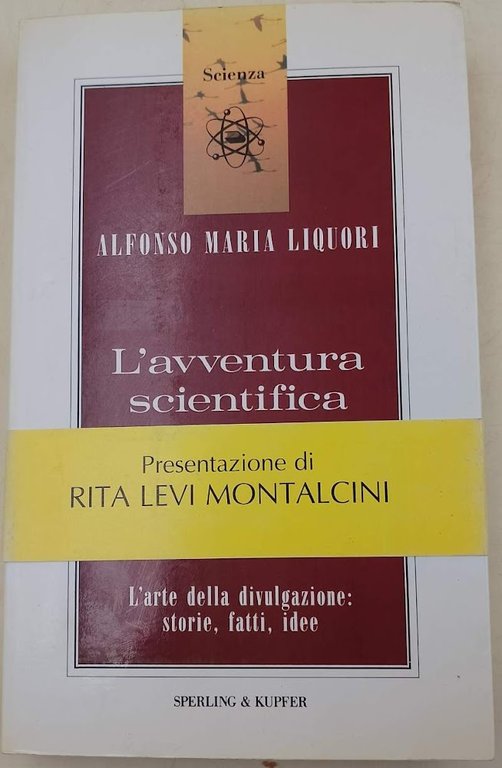 Scienza
ALFONSO MARIA LIQUORI
L'avventura
scientifica
Presentazione di
RITA LEVI MONTALCINI
L'arte della divulgazione:
storie, fatti, idee
SPERLING & KUPFER